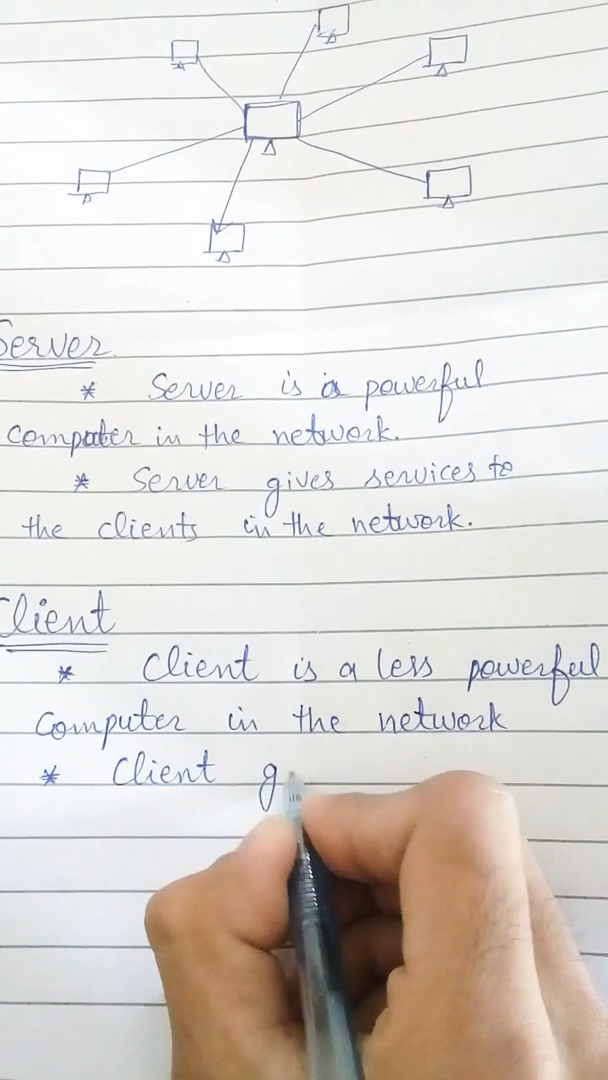 Server
* Server is a powerful
computer in the network.
* Server gives services to
the clients in the network.
Client
* Client is a less powerful
Computer in the network
* Client g